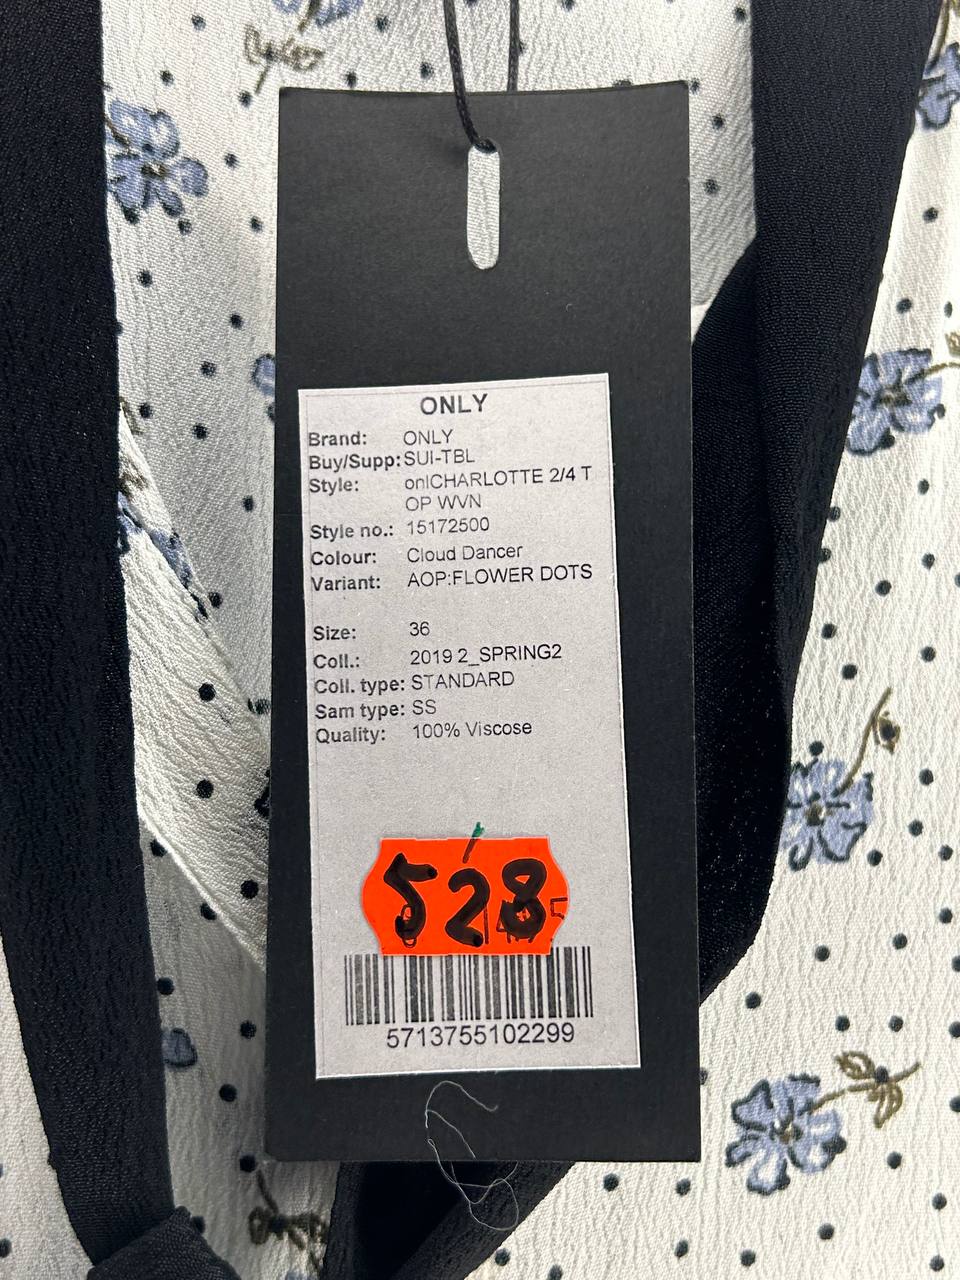 ONLY
Brand: ONLY
Buy/Supp: SUI-TBL
Style: onlCHARLOTTE 2/4 T
OP WVN
Style no.: 15172500
Colour: Cloud Dancer
Variant: AOP:FLOWER DOTS
Size: 36
Coll.: 2019 2_SPRING2
Coll. type: STANDARD
Sam type: SS
Quality: 100% Viscose
528
5713755102299